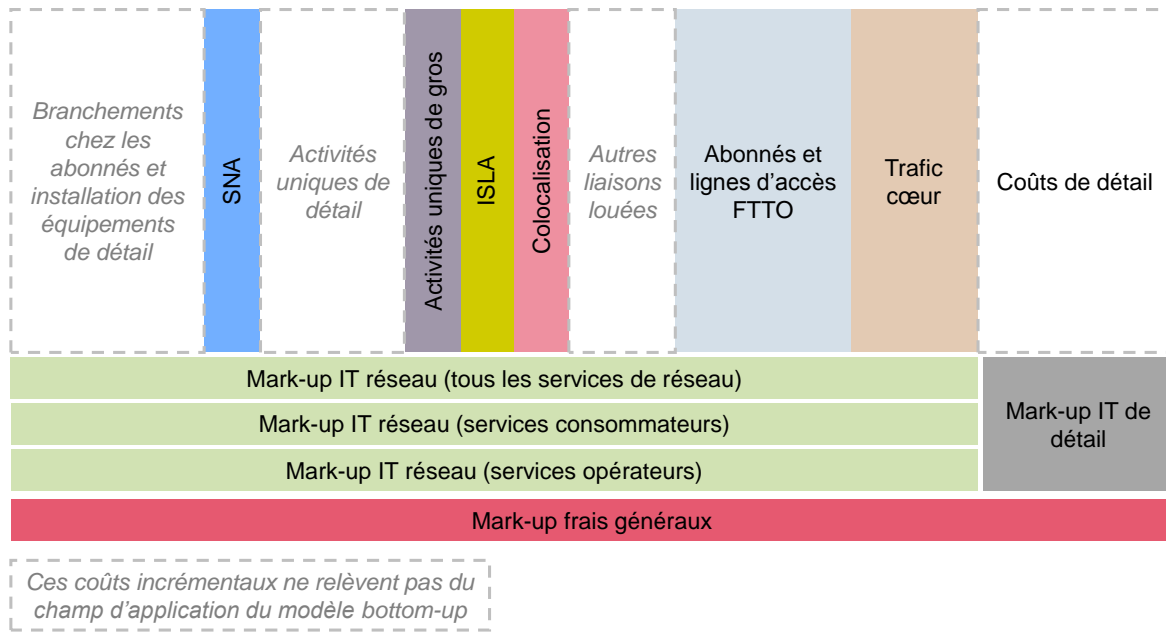 Branchements
chez les
abonnés et
installation des
équipements
de détail
SNA
Activités
uniques de
détail
Activités uniques de gros
ISLA
Colocalisation
Autres
liaisons
louées
Abonnés et
lignes d'accès
FTTO
Trafic
cœur
Coûts de détail
Mark-up IT réseau (tous les services de réseau)
Mark-up IT réseau (services consommateurs)
Mark-up IT réseau (services opérateurs)
Mark-up IT de
détail
Mark-up frais généraux
Ces coûts incrémentaux ne relèvent pas du
champ d'application du modèle bottom-up